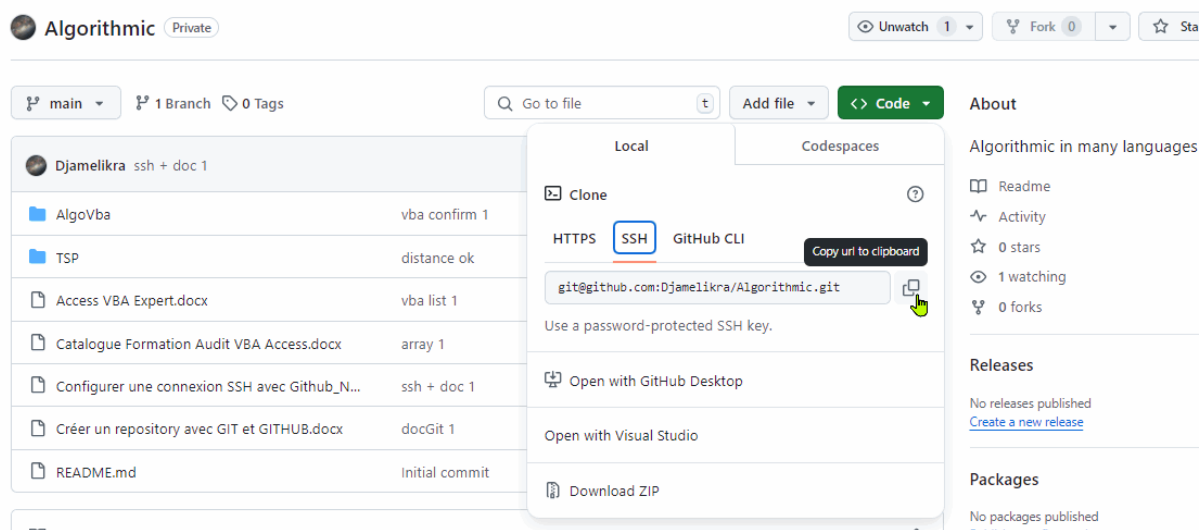 Algorithmic Private
Unwatch 1
Fork 0
main
1 Branch
0 Tags
Go to file t
Add file
<> Code
Djamelikra ssh + doc 1
AlgoVba vba confirm 1
TSP distance ok
Access VBA Expert.docx vba list 1
Catalogue Formation Audit VBA Access.docx array 1
Configurer une connexion SSH avec Github_N... ssh + doc 1
Créer un repository avec GIT et GITHUB.docx docGit 1
README.md Initial commit
Local
Codespaces
Clone
HTTPS
SSH
GitHub CLI
Copy url to clipboard
git@github.com:Djamelikra/Algorithmic.git
Use a password-protected SSH key.
Open with GitHub Desktop
Open with Visual Studio
Download ZIP
About
Algorithmic in many languages
Readme
Activity
0 stars
1 watching
0 forks
Releases
No releases published
Create a new release
Packages
No packages published